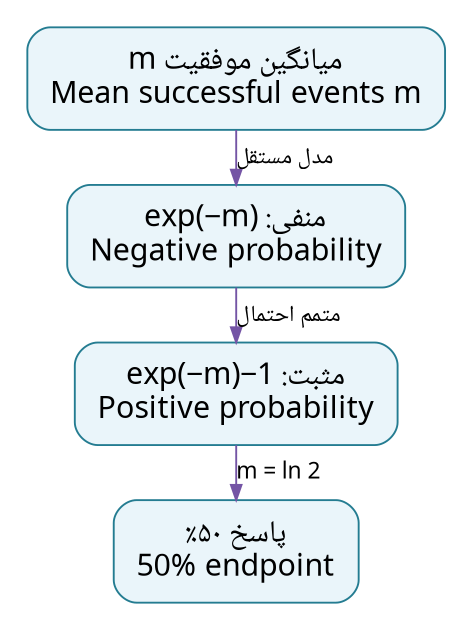 میانگین موفقیت m
Mean successful events m
مدل مستقل
منفی: exp(−m)
Negative probability
متمم احتمال
مثبت: 1−exp(−m)
Positive probability
m = ln 2
پاسخ ۵۰٪
50% endpoint